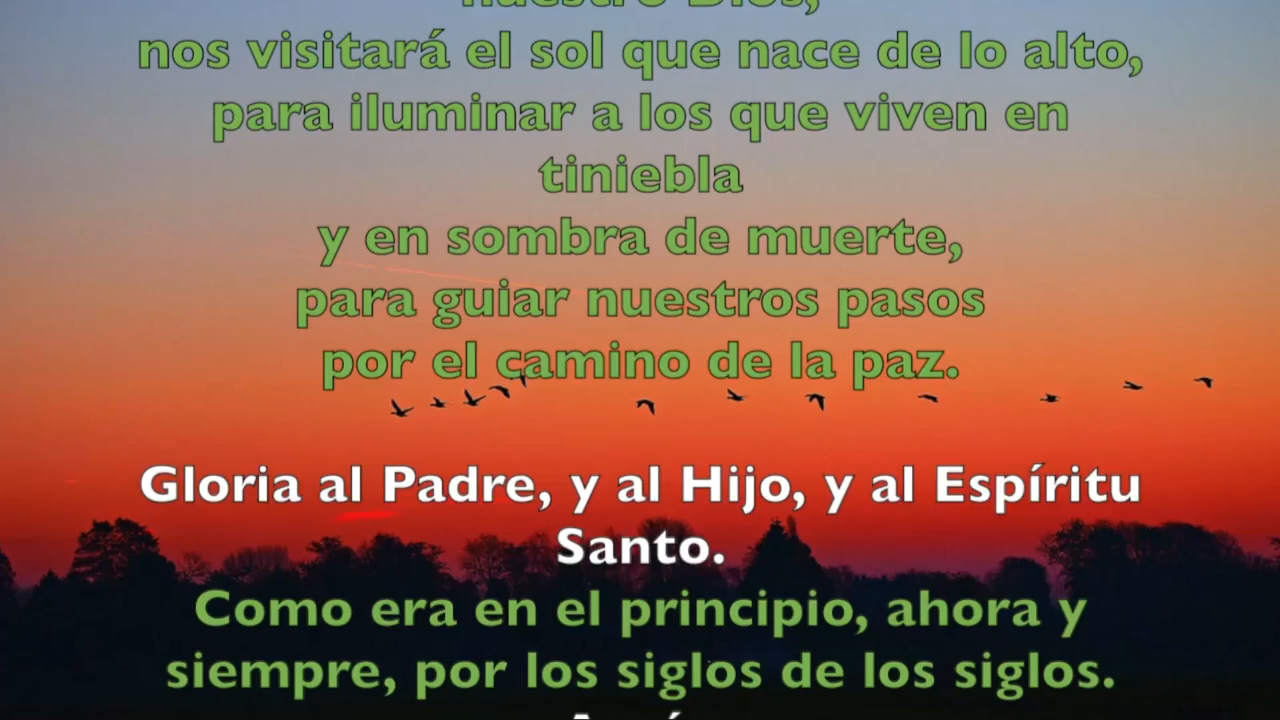 nuestro Dios,
nos visitará el sol que nace de lo alto,
para iluminar a los que viven en
tiniebla
y en sombra de muerte,
para guiar nuestros pasos
por el camino de la paz.
Gloria al Padre, y al Hijo, y al Espíritu
Santo.
Como era en el principio, ahora y
siempre, por los siglos de los siglos.